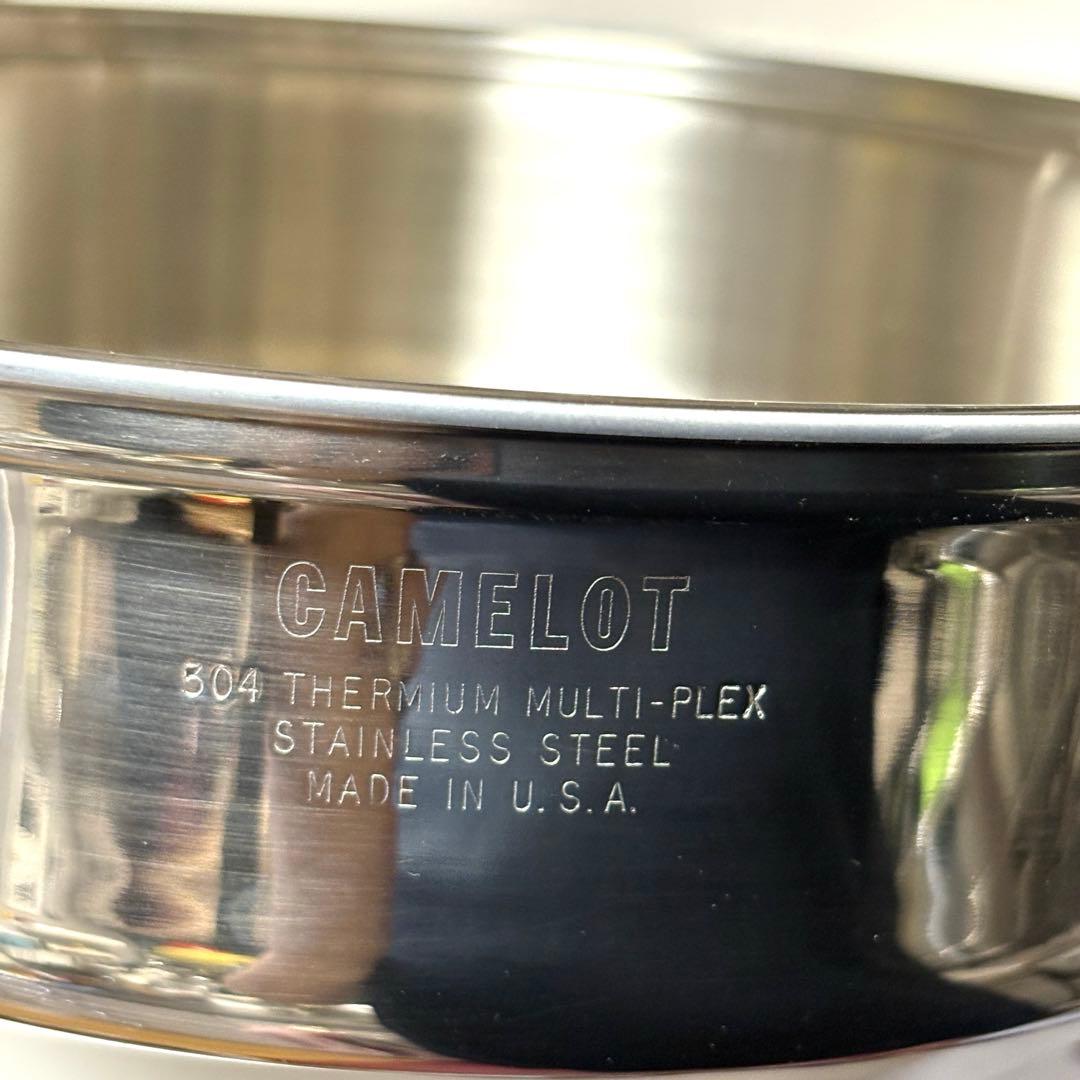 CAMELOT
304 THERMIUM MULTI-PLEX
STAINLESS STEEL
MADE IN U.S.A.